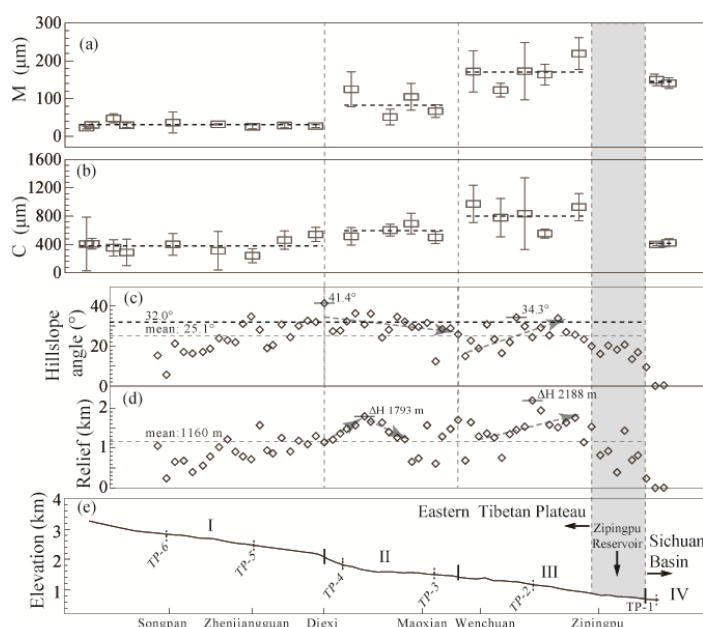 300
(a)
M (μm)
200
100
0
1600
(b)
C (μm)
1200
800
400
0
(c)
41.4°
34.3°
40
32.0°
mean: 25.1°
20
0
Hillslope
angle (°)
(d)
ΔH 1793 m
ΔH 2188 m
2
mean:1160 m
1
0
Relief (km)
4
(e)
Eastern Tibetan Plateau
Zipingpu
Reservoir
Sichuan
Basin
3
2
1
Elevation (km)
I
II
III
IV
TP-6
TP-5
TP-4
TP-3
TP-2
TP-1
Songpan Zhenjiangguan Diexi Maoxian Wenchuan Zipingpu